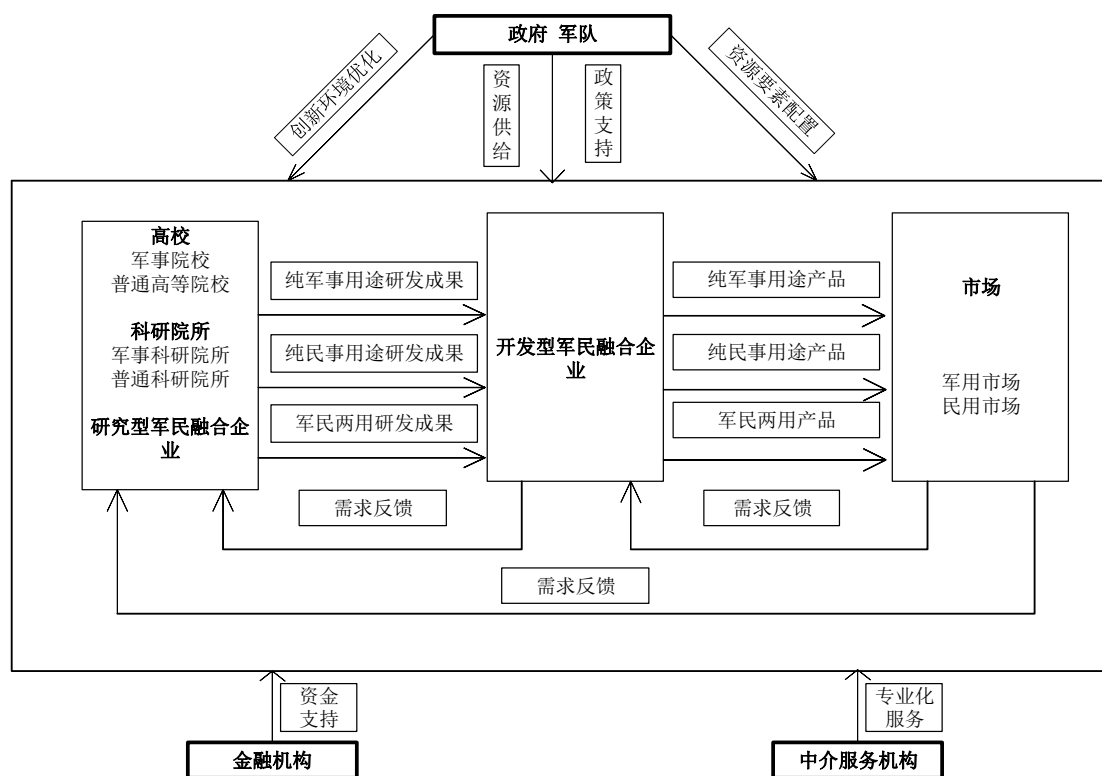 政府 军队
创新环境优化
资源供给
政策支持
资源要素配置
高校
军事院校
普通高等院校
科研院所
军事科研院所
普通科研院所
研究型军民融合企
业
纯军事用途研发成果
纯民事用途研发成果
军民两用研发成果
开发型军民融合企
业
纯军事用途产品
纯民事用途产品
军民两用产品
市场
军用市场
民用市场
需求反馈
需求反馈
需求反馈
资金
支持
专业化
服务
金融机构
中介服务机构